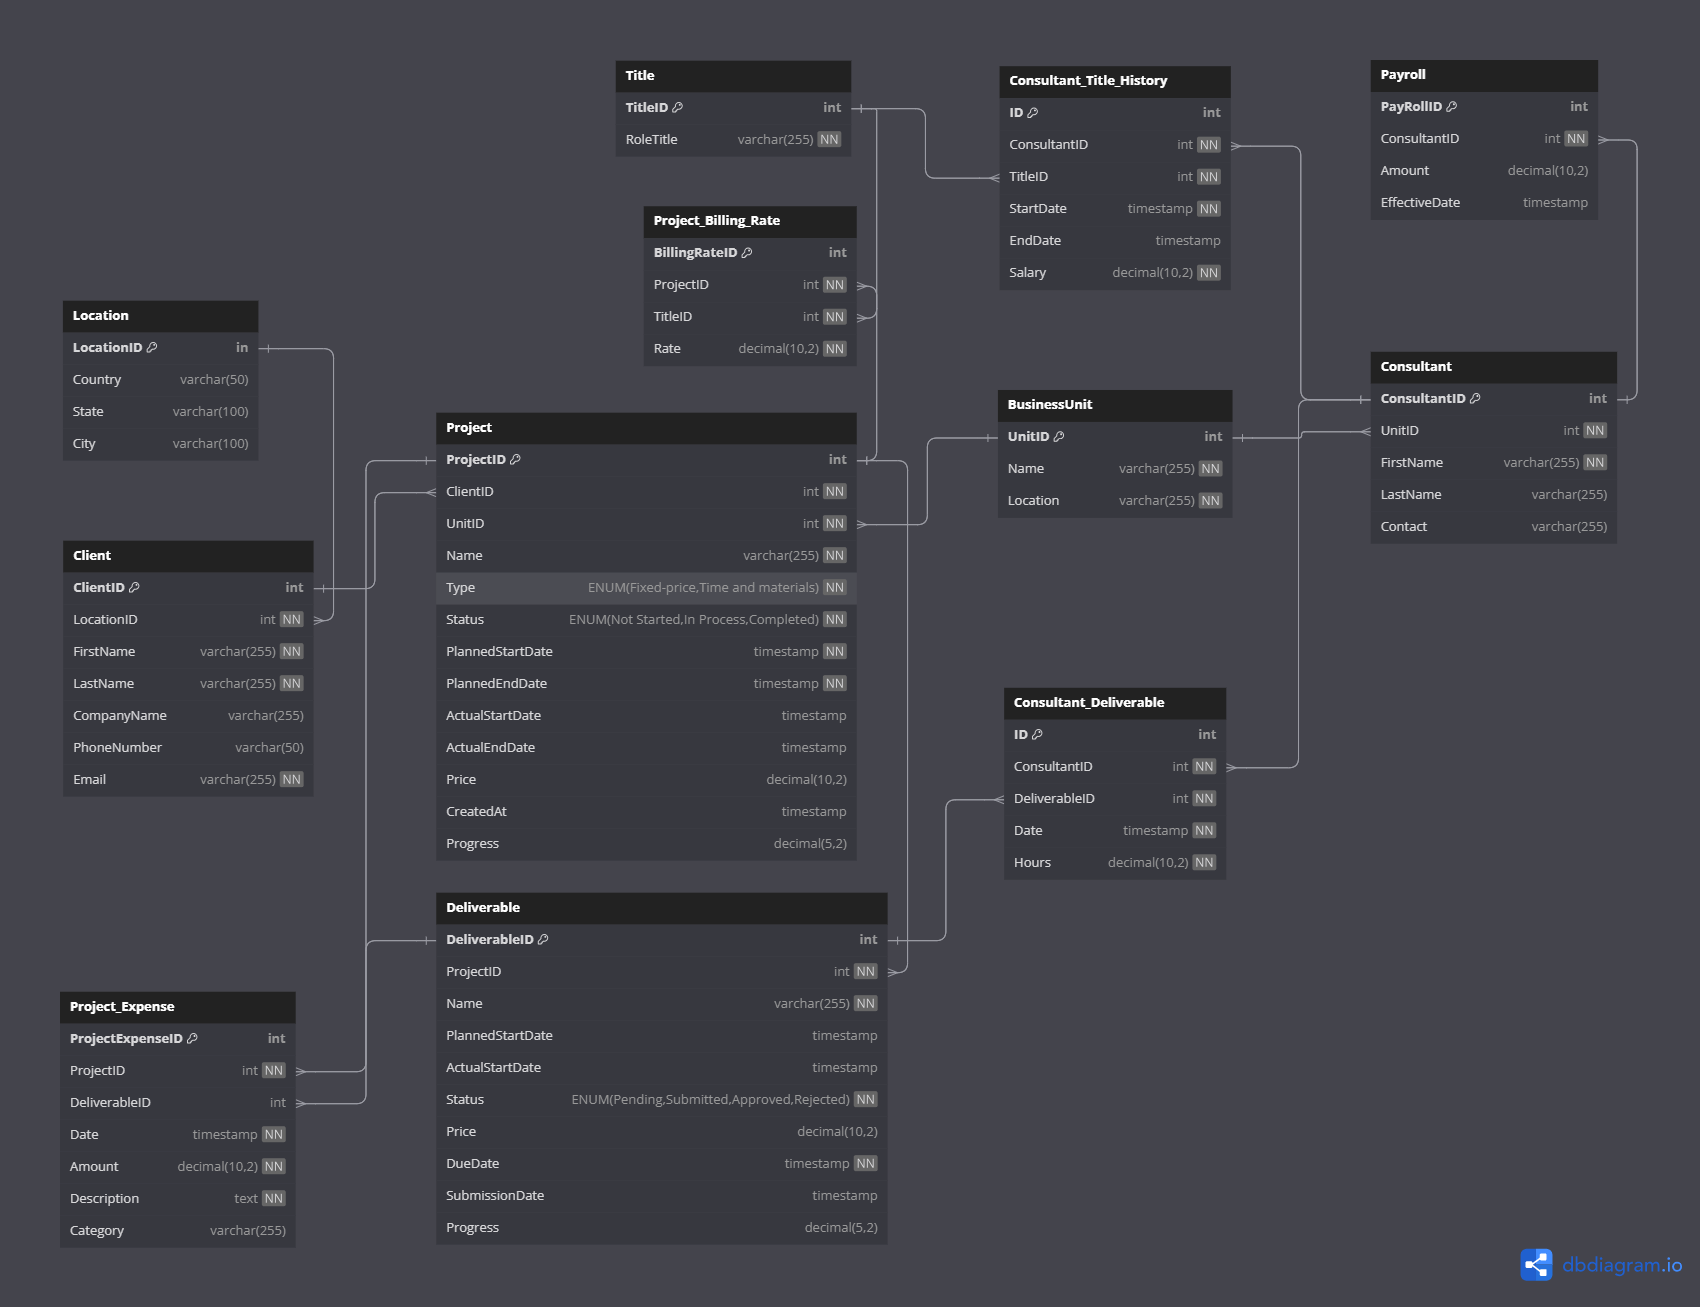 Title
TitleID int
RoleTitle varchar(255) NN
Consultant_Title_History
ID int
ConsultantID int NN
TitleID int NN
StartDate timestamp NN
EndDate timestamp
Salary decimal(10,2) NN
Payroll
PayRollID int
ConsultantID int NN
Amount decimal(10,2)
EffectiveDate timestamp
Project_Billing_Rate
BillingRateID int
ProjectID int NN
TitleID int NN
Rate decimal(10,2) NN
Location
LocationID in
Country varchar(50)
State varchar(100)
City varchar(100)
Project
ProjectID int
ClientID int NN
UnitID int NN
Name varchar(255) NN
Type ENUM(Fixed-price,Time and materials) NN
Status ENUM(Not Started,In Process,Completed) NN
PlannedStartDate timestamp NN
PlannedEndDate timestamp NN
ActualStartDate timestamp
ActualEndDate timestamp
Price decimal(10,2)
CreatedAt timestamp
Progress decimal(5,2)
BusinessUnit
UnitID int
Name varchar(255) NN
Location varchar(255) NN
Consultant
ConsultantID int
UnitID int NN
FirstName varchar(255) NN
LastName varchar(255)
Contact varchar(255)
Client
ClientID int
LocationID int NN
FirstName varchar(255) NN
LastName varchar(255) NN
CompanyName varchar(255)
PhoneNumber varchar(50)
Email varchar(255) NN
Consultant_Deliverable
ID int
ConsultantID int NN
DeliverableID int NN
Date timestamp NN
Hours decimal(10,2) NN
Deliverable
DeliverableID int
ProjectID int NN
Name varchar(255) NN
PlannedStartDate timestamp
ActualStartDate timestamp
Status ENUM(Pending,Submitted,Approved,Rejected) NN
Price decimal(10,2)
DueDate timestamp NN
SubmissionDate timestamp
Progress decimal(5,2)
Project_Expense
ProjectExpenseID int
ProjectID int NN
DeliverableID int
Date timestamp NN
Amount decimal(10,2) NN
Description text NN
Category varchar(255)
dbdiagram.io